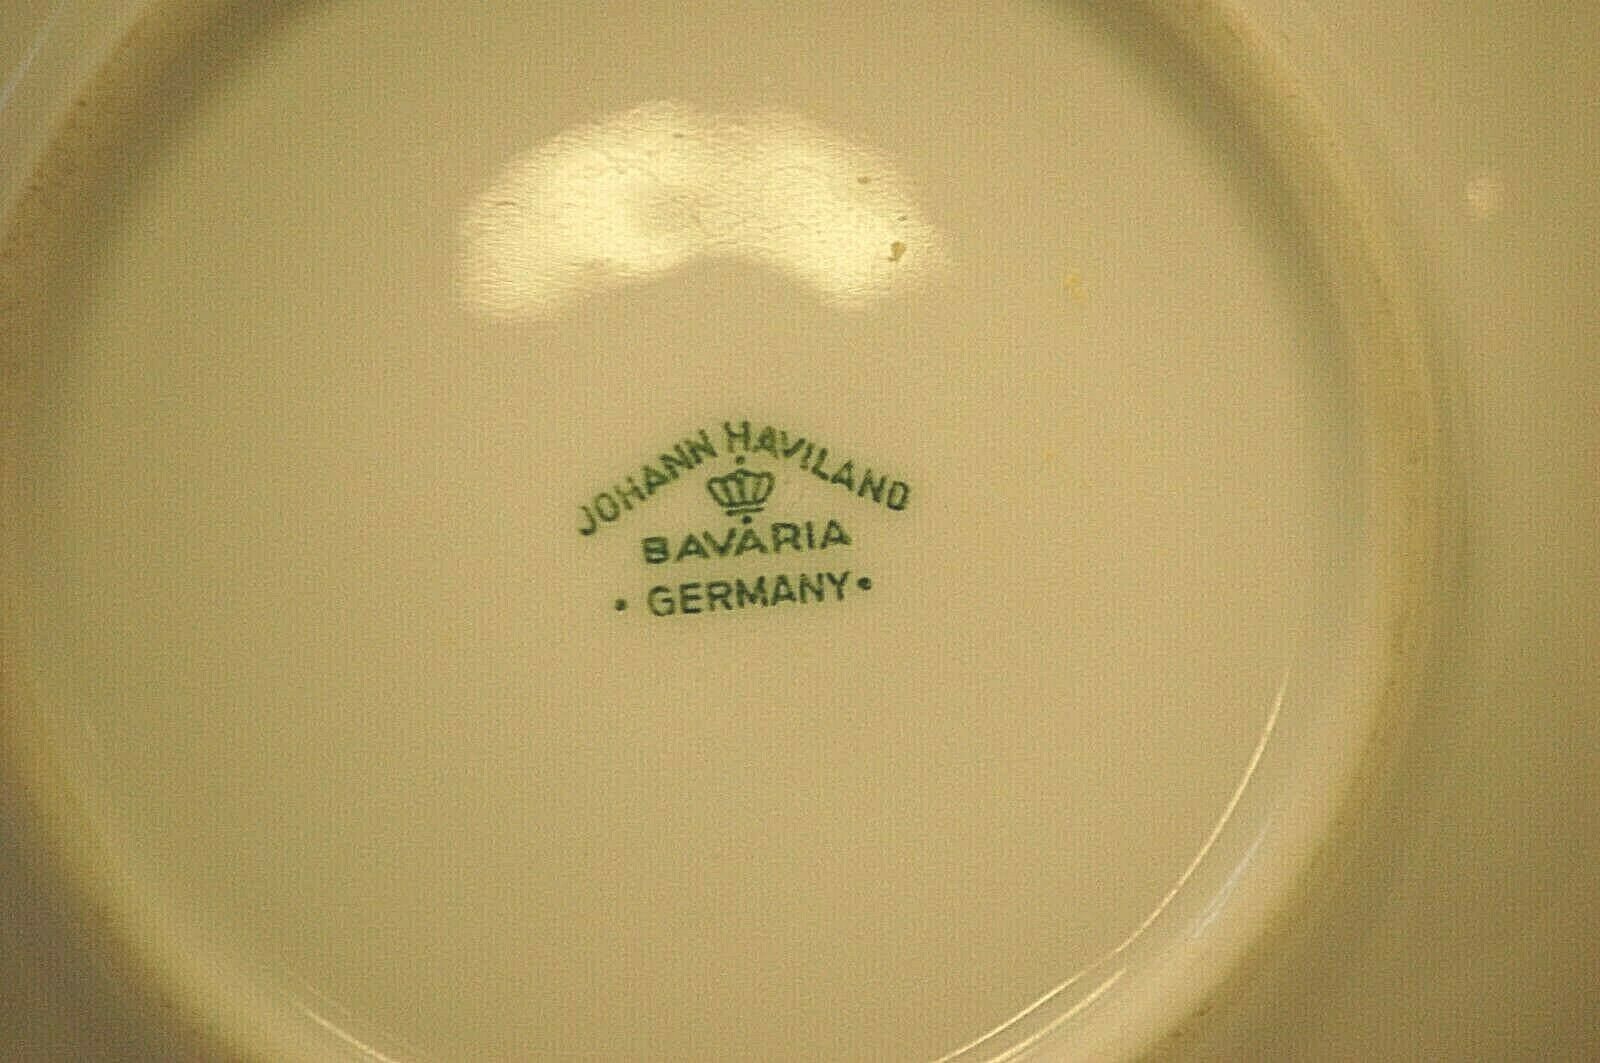 JOHANN HAVILAND
BAVARIA
• GERMANY •